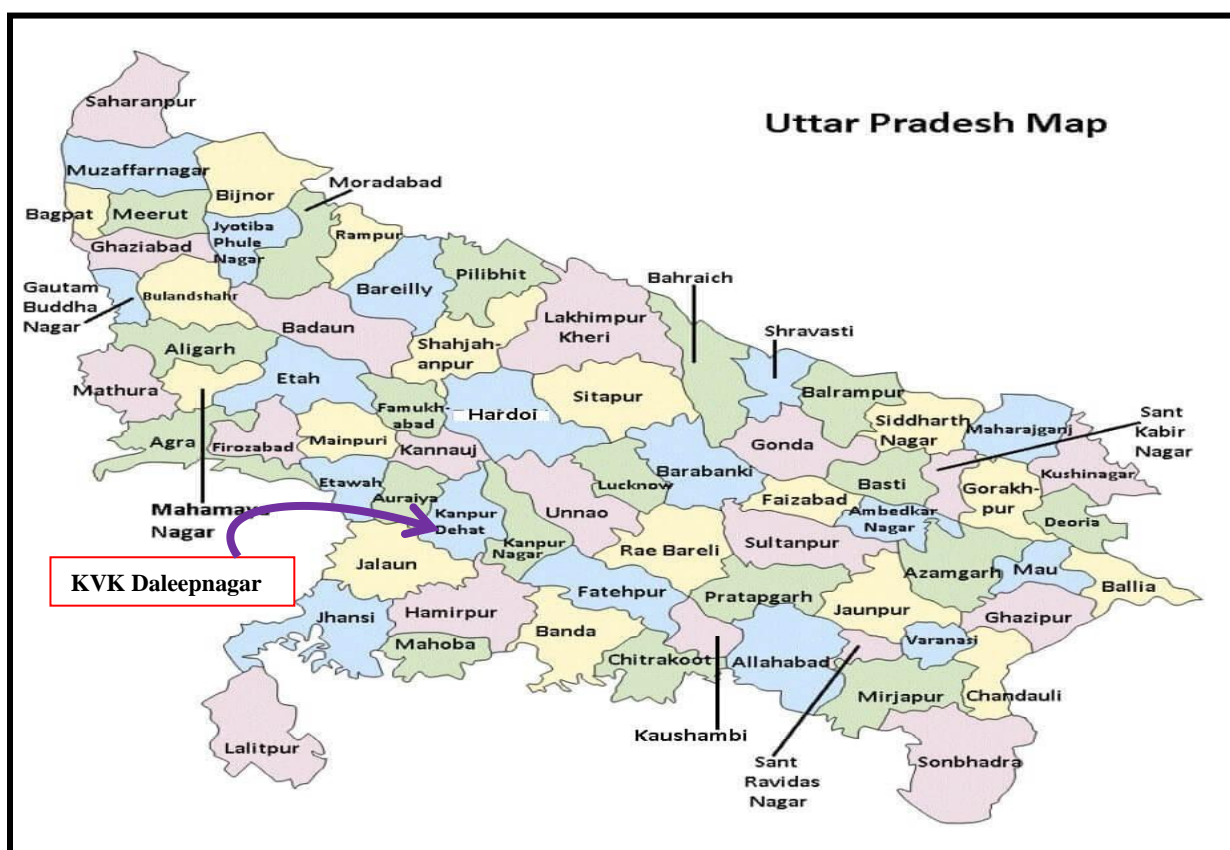 Uttar Pradesh Map
Saharanpur
Muzaffarnagar
Bijnor
Moradabad
Bagpat
Meerut
Jyotiba
Phule
Nagar
Rampur
Ghaziabad
Gautam
Buddha
Nagar
Bulandshahr
Bareilly
Pilibhit
Bahraich
Badaun
Lakhimpur
Kheri
Shravasti
Aligarh
Shahjah-
anpur
Mathura
Etah
Sitapur
Balrampur
Famukh-
abad
Hardoi
Siddharth
Nagar
Maharajganj
Sant
Kabir
Nagar
Agra
Firozabad
Mainpuri
Kannauj
Gonda
Kushinagar
Etawah
Auraiya
Lucknow
Barabanki
Faizabad
Basti
Gorakh-
pur
Mahamaya
Nagar
Kanpur
Dehat
Unnao
Ambedkar
Nagar
Deoria
Kanpur
Nagar
Rae Bareli
Sultanpur
KVK Daleepnagar
Jalaun
Azamgarh
Mau
Ballia
Fatehpur
Pratapgarh
Jhansi
Hamirpur
Banda
Jaunpur
Ghazipur
Mahoba
Chitrakoot
Allahabad
Varanasi
Mirjapur
Chandauli
Kaushambi
Lalitpur
Sant
Ravidas
Nagar
Sonbhadra